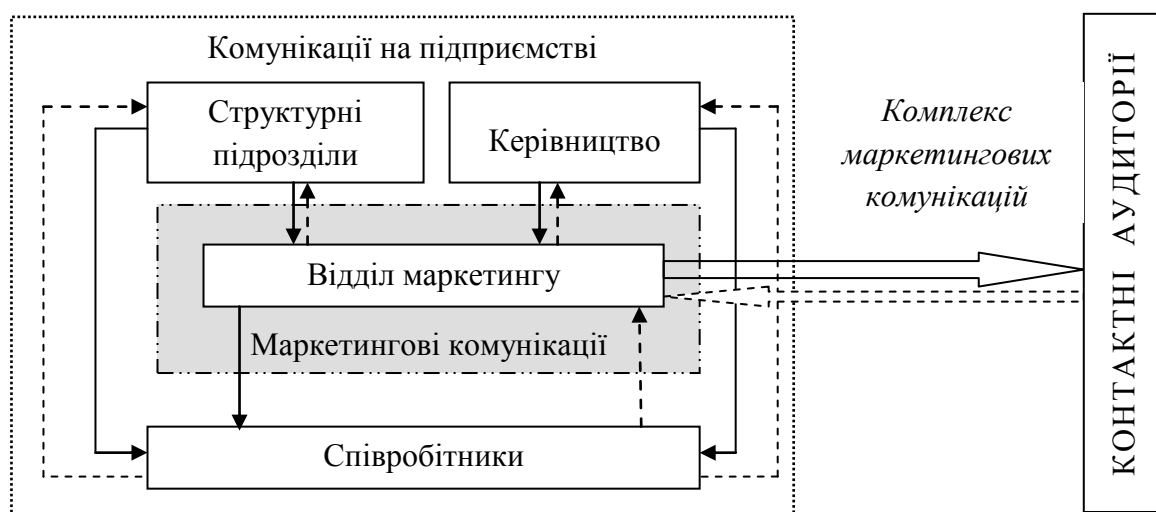 Комунікації на підприємстві
Структурні
підрозділи
Керівництво
Комплекс
маркетингових
комунікацій
Відділ маркетингу
Маркетингові комунікації
Співробітники
КОНТАКТНІ АУДИТОРІЇ